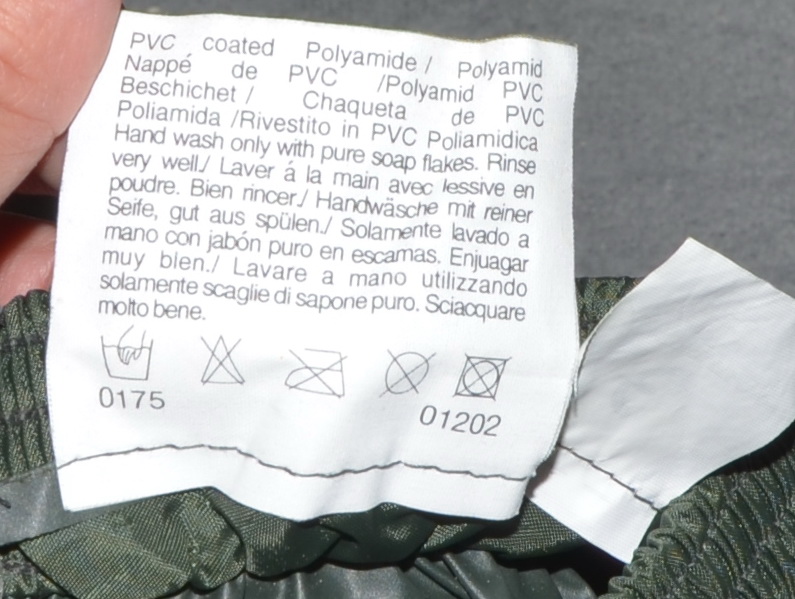 PVC coated Polyamide / Polyamid
Nappé de PVC /Polyamid PVC
Beschichet / Chaqueta de PVC
Poliamida /Rivestito in PVC Poliamidica
Hand wash only with pure soap flakes. Rinse
very well./ Laver á la main avec lessive en
poudre. Bien rincer./ Handwäsche mit reiner
Seife, gut aus spülen./ Solamente lavado a
mano con jabón puro en escamas. Enjuagar
muy bien./ Lavare a mano utilizzando
solamente scaglie di sapone puro. Sciacquare
molto bene.
0175
01202